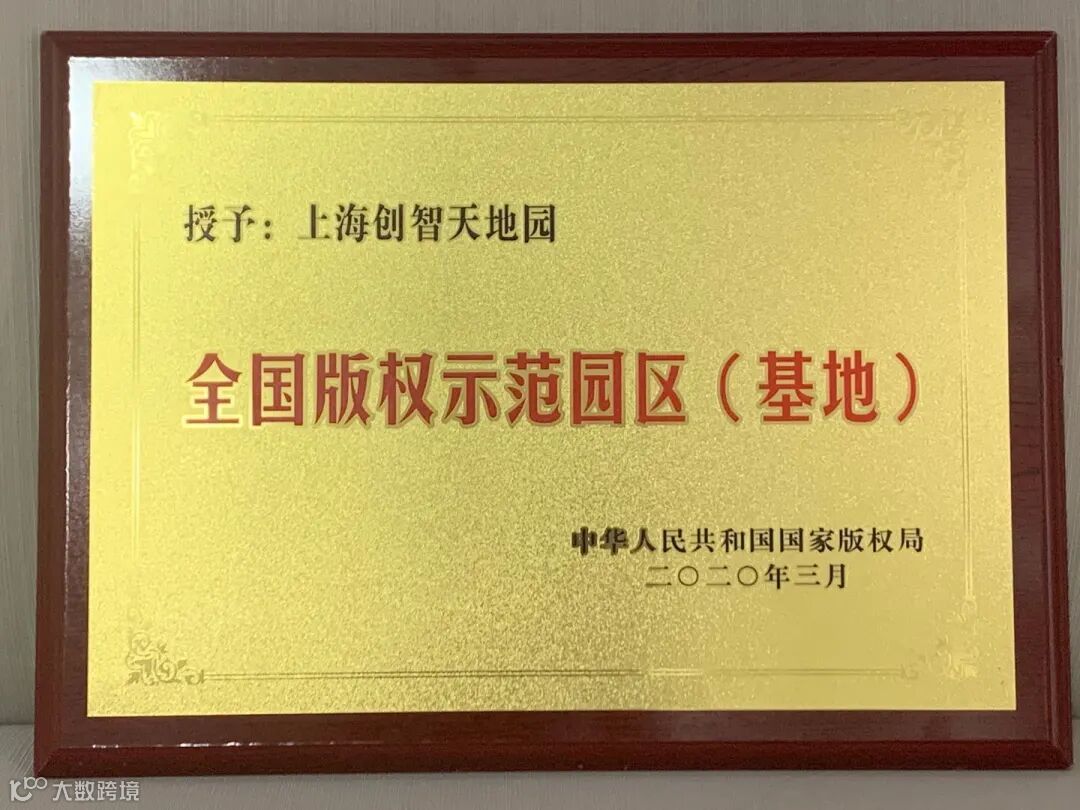 授予：上海创智天地园
全国版权示范园区（基地）
中华人民共和国国家版权局
二〇二〇年三月
大数跨境